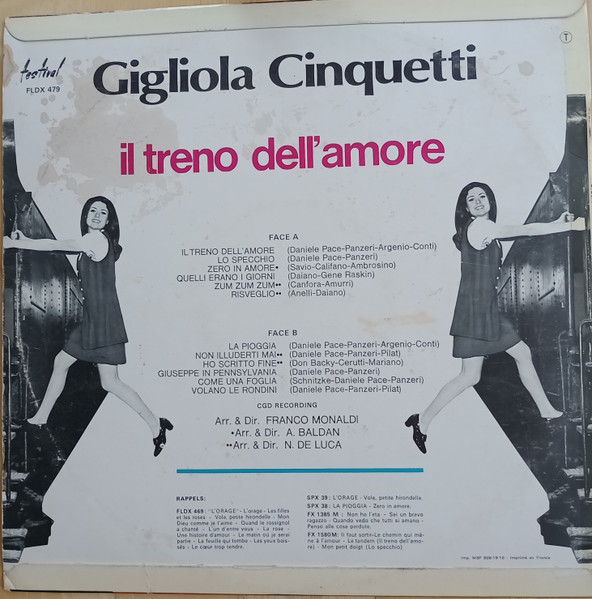 festival
FLDX 479
T
Gigliola Cinquetti
il treno dell'amore
FACE A
IL TRENO DELL'AMORE (Daniele Pace-Panzeri-Argenio-Conti)
LO SPECCHIO (Daniele Pace-Panzeri)
ZERO IN AMORE• (Savio-Califano-Ambrosino)
QUELLI ERANO I GIORNI (Daiano-Gene Raskin)
ZUM ZUM ZUM•• (Canfora-Amurri)
RISVEGLIO•• (Anelli-Daiano)
FACE B
LA PIOGGIA (Daniele Pace-Panzeri-Argenio-Conti)
NON ILLUDERTI MAI•• (Daniele Pace-Panzeri-Pilat)
HO SCRITTO FINE•• (Don Backy-Cerutti-Mariano)
GIUSEPPE IN PENNSYLVANIA (Daniele Pace-Panzeri)
COME UNA FOGLIA (Schnitzke-Daniele Pace-Panzeri)
VOLANO LE RONDINI (Daniele Pace-Panzeri-Pilat)
CGD RECORDING
Arr. & Dir. FRANCO MONALDI
•Arr. & Dir. A. BALDAN
••Arr. & Dir. N. DE LUCA
RAPPELS:
FLDX 469 : "L'ORAGE" - L'orage - Les filles
et les roses - Vole, petite hirondelle - Mon
Dieu comme je t'aime - Quand le rossignol
a chanté - L'un d'entre vous - La rose -
Une histoire d'amour - Le matin où je serai
partie - La feuille qui tombe - Les yeux bais-
sés - Le cœur trop tendre.
SPX 39 : L'ORAGE - Vole, petite hirondelle.
SPX 36 : LA PIOGGIA - Zero in amore.
FX 1385 M : Non ho l'eta - Sei un bravo
ragazzo - Quando vedo che tutti si amano -
Penso alle cose perdute.
FX 1580 M : Il faut sortir-Le chemin qui mè-
ne à l'amour - Le tandem (Il treno dell'amo-
re) - Mon petit doigt (Lo specchio)
imprimé en France